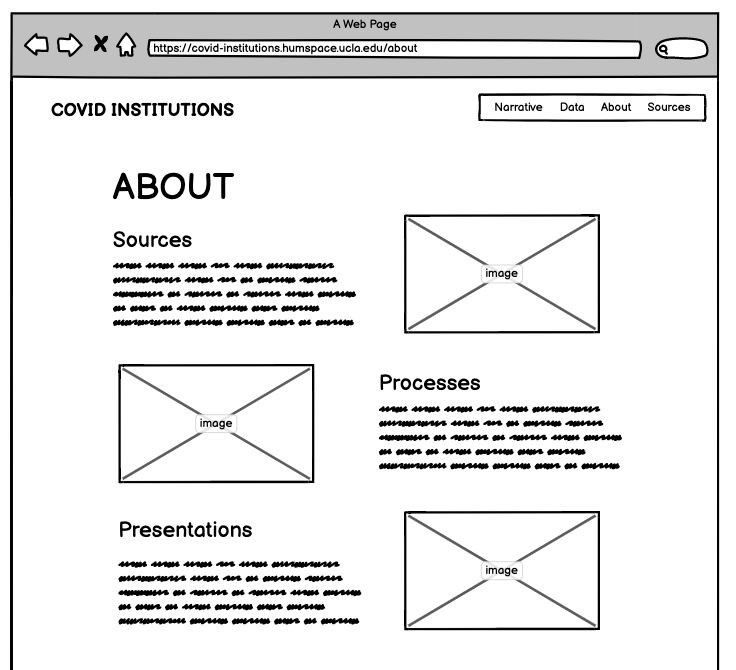 A Web Page
https://covid-institutions.humspace.ucla.edu/about
COVID INSTITUTIONS
Narrative Data About Sources
ABOUT
Sources
image
image
Processes
Presentations
image